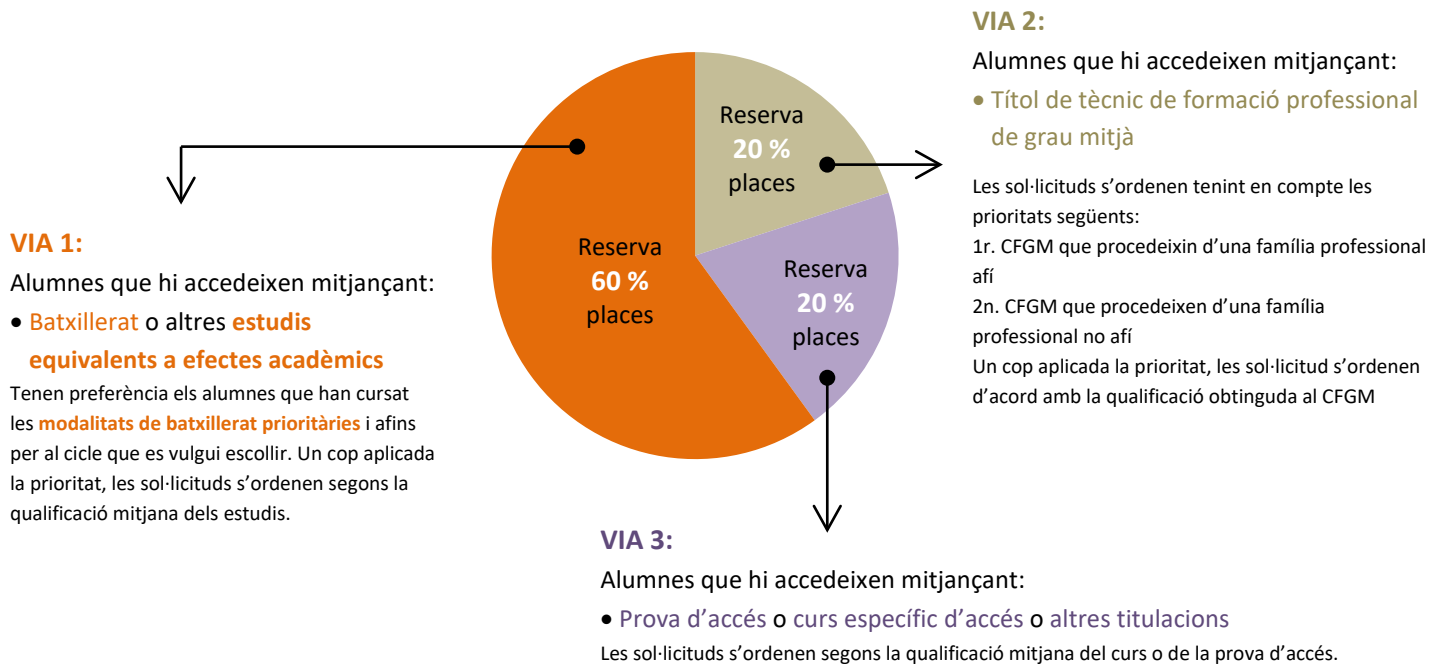 VIA 2:
Alumnes que hi accedeixen mitjançant:
• Títol de tècnic de formació professional
de grau mitjà
Les sol·licituds s’ordenen tenint en compte les
prioritats següents:
1r. CFGM que procedeixin d’una família professional
afí
2n. CFGM que procedeixen d’una família
professional no afí
Un cop aplicada la prioritat, les sol·licitud s’ordenen
d’acord amb la qualificació obtinguda al CFGM
Reserva
20 %
places
Reserva
60 %
places
Reserva
20 %
places
VIA 1:
Alumnes que hi accedeixen mitjançant:
• Batxillerat o altres estudis
equivalents a efectes acadèmics
Tenen preferència els alumnes que han cursat
les modalitats de batxillerat prioritàries i afins
per al cicle que es vulgui escollir. Un cop aplicada
la prioritat, les sol·licituds s’ordenen segons la
qualificació mitjana dels estudis.
VIA 3:
Alumnes que hi accedeixen mitjançant:
• Prova d’accés o curs específic d’accés o altres titulacions
Les sol·licituds s’ordenen segons la qualificació mitjana del curs o de la prova d’accés.